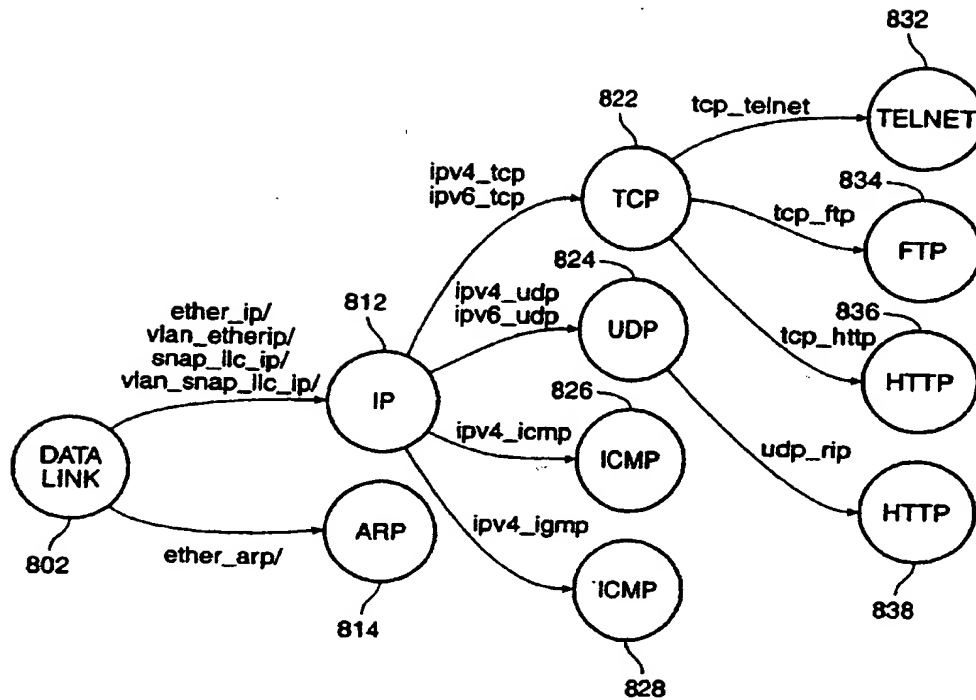 832
TELNET
822
tcp_telnet
TCP
ipv4_tcp
ipv6_tcp
834
tcp_ftp
FTP
824
ipv4_udp
ipv6_udp
UDP
812
ether_ip/
vlan_etherip/
snap_llc_ip/
vlan_snap_llc_ip/
IP
836
tcp_http
HTTP
826
ipv4_icmp
ICMP
udp_rip
HTTP
838
DATA
LINK
802
ether_arp/
ARP
814
ipv4_igmp
ICMP
828